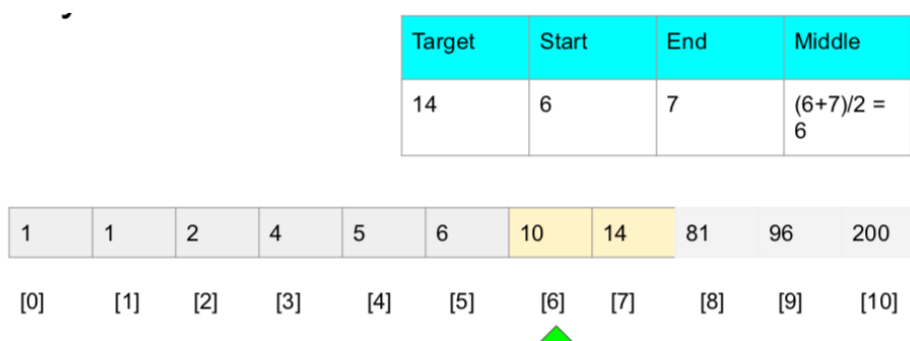 Target Start End Middle
14 6 7 (6+7)/2 =
6
1 1 2 4 5 6 10 14 81 96 200
[0] [1] [2] [3] [4] [5] [6] [7] [8] [9] [10]